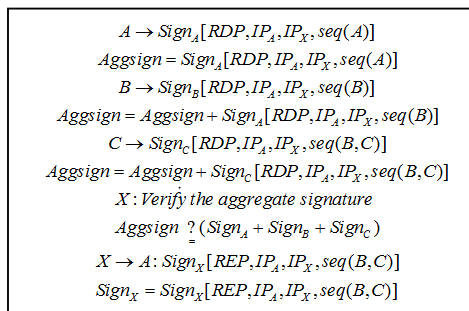 A → Sign_A[RDP, IP_A, IP_X, seq(A)]
Aggsign = Sign_A[RDP, IP_A, IP_X, seq(A)]
B → Sign_B[RDP, IP_A, IP_X, seq(B)]
Aggsign = Aggsign + Sign_A[RDP, IP_A, IP_X, seq(B)]
C → Sign_C[RDP, IP_A, IP_X, seq(B,C)]
Aggsign = Aggsign + Sign_C[RDP, IP_A, IP_X, seq(B,C)]
X : Verify the aggregate signature
Aggsign ?= (Sign_A + Sign_B + Sign_C)
X → A : Sign_X[REP, IP_A, IP_X, seq(B,C)]
Sign_X = Sign_X[REP, IP_A, IP_X, seq(B,C)]